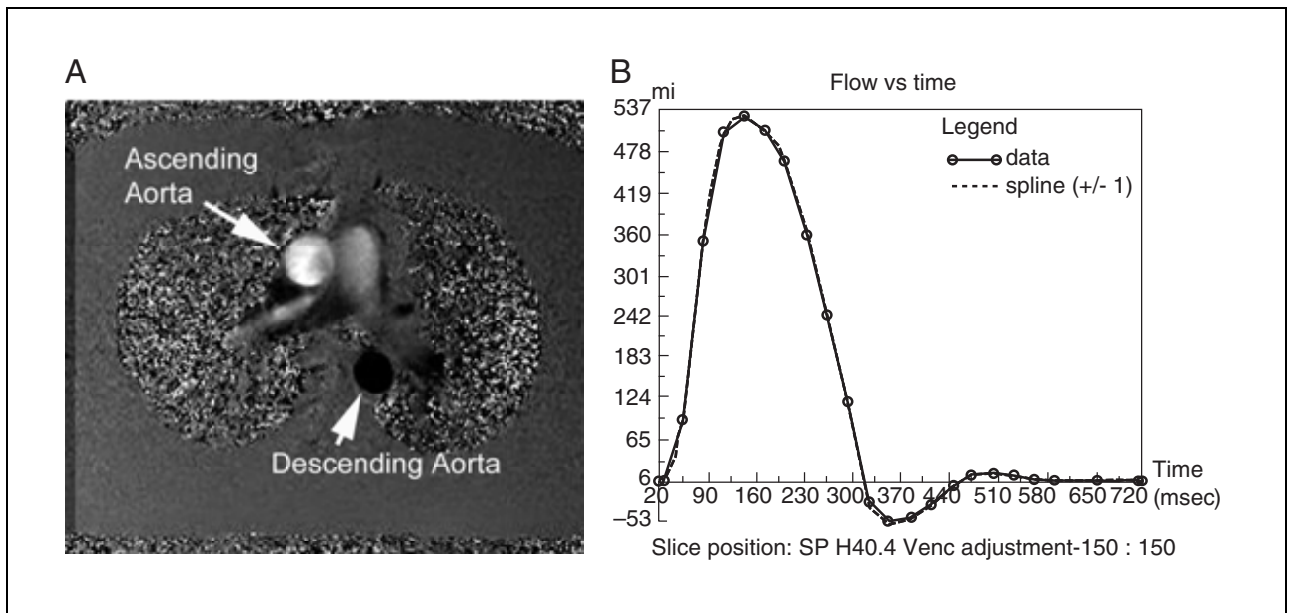 A
Ascending
Aorta
Descending Aorta
B
Flow vs time
mi
537
478
419
360
301
242
183
124
65
6
–53
Legend
data
spline (+/- 1)
20 90 160 230 300 370 440 510 580 650 720
Time
(msec)
Slice position: SP H40.4 Venc adjustment-150 : 150